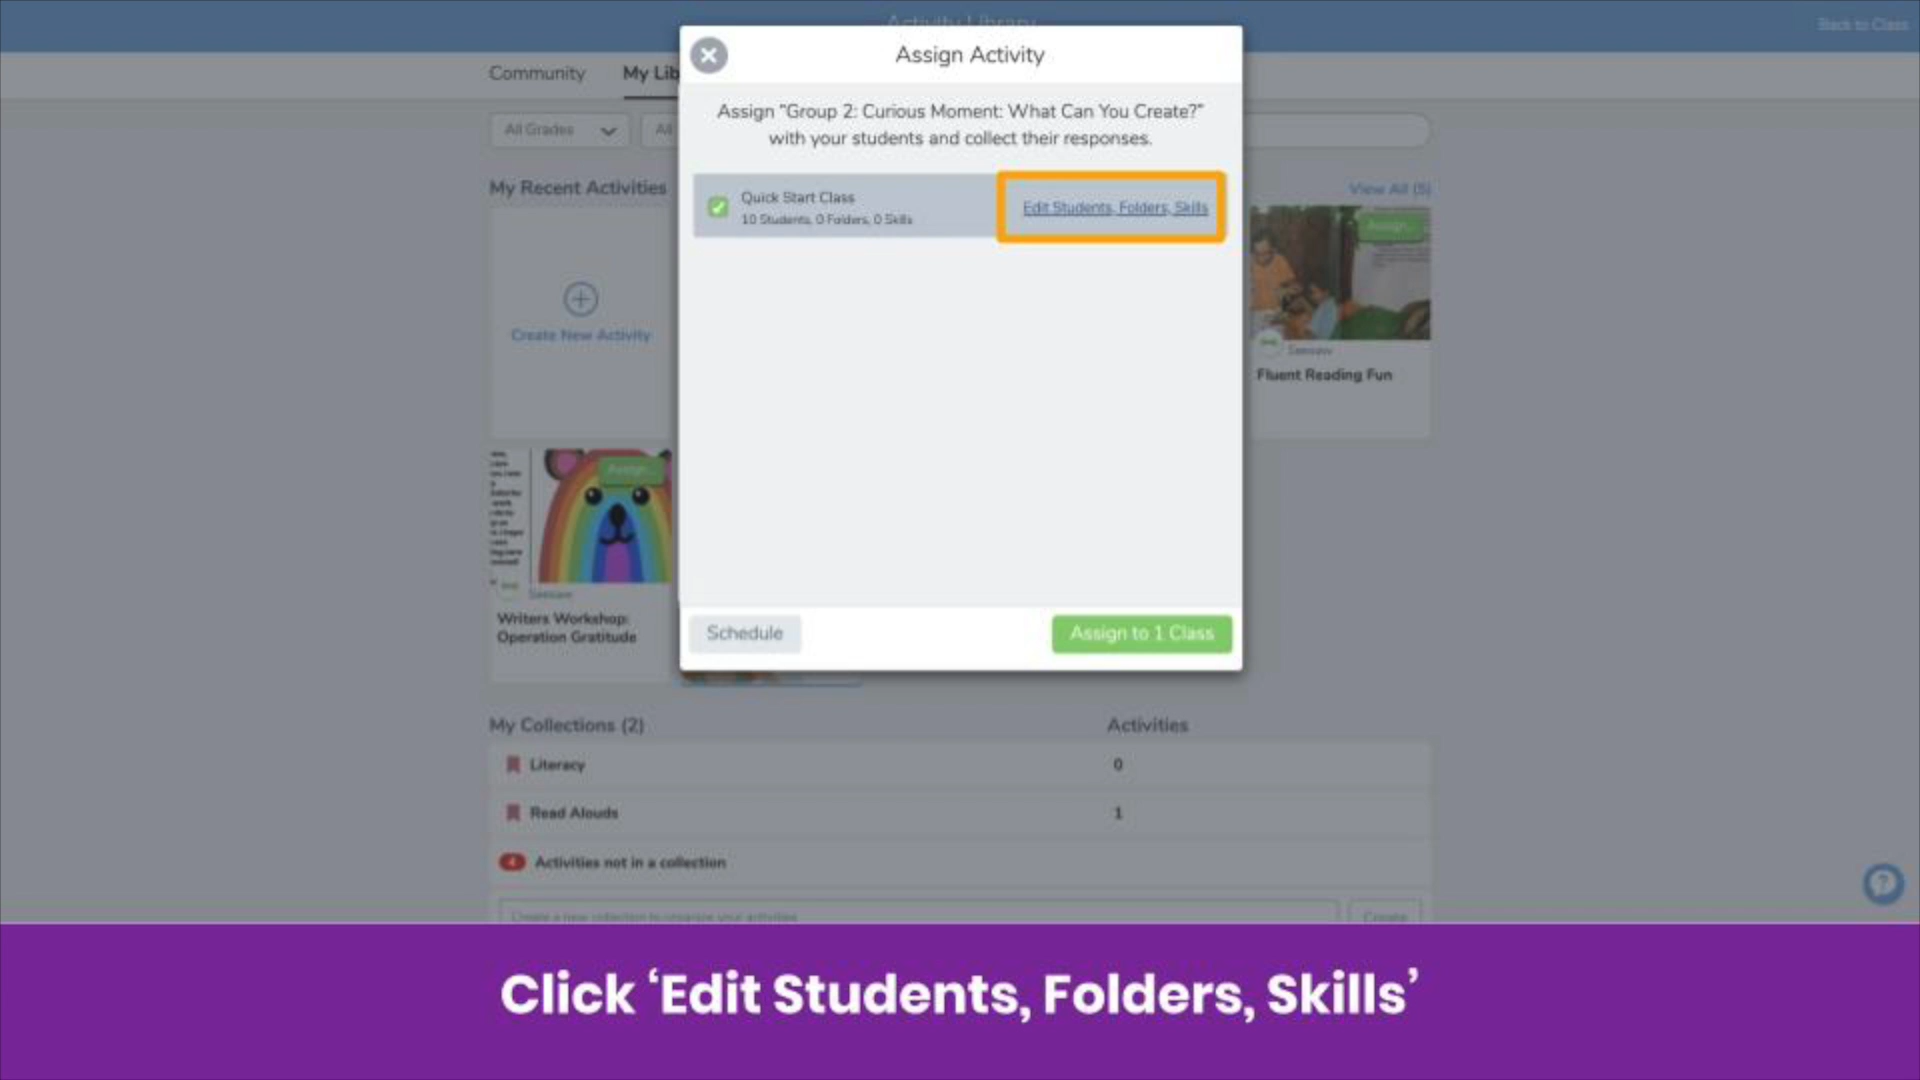 Activity Library
Back to Class
Assign Activity
Community
My Lib
Assign "Group 2: Curious Moment: What Can You Create?"
with your students and collect their responses.
All Grades
All
My Recent Activities
View All (5)
Quick Start Class
10 Students, 0 Folders, 0 Skills
Edit Students, Folders, Skills
Assign...
Create New Activity
Seesaw
Fluent Reading Fun
Assign...
Seesaw
Writers Workshop:
Operation Gratitude
Schedule
Assign to 1 Class
My Collections (2)
Activities
Literacy
0
Read Alouds
1
4
Activities not in a collection
Create a new collection to organize your activities
Create
?
Click ‘Edit Students, Folders, Skills’